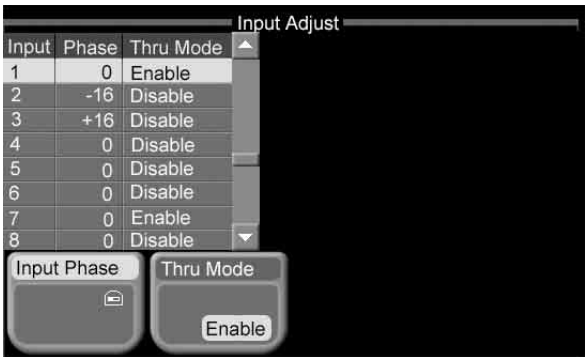 Input Adjust
Input Phase Thru Mode
1 0 Enable
2 -16 Disable
3 +16 Disable
4 0 Disable
5 0 Disable
6 0 Disable
7 0 Enable
8 0 Disable
Input Phase Thru Mode
Enable